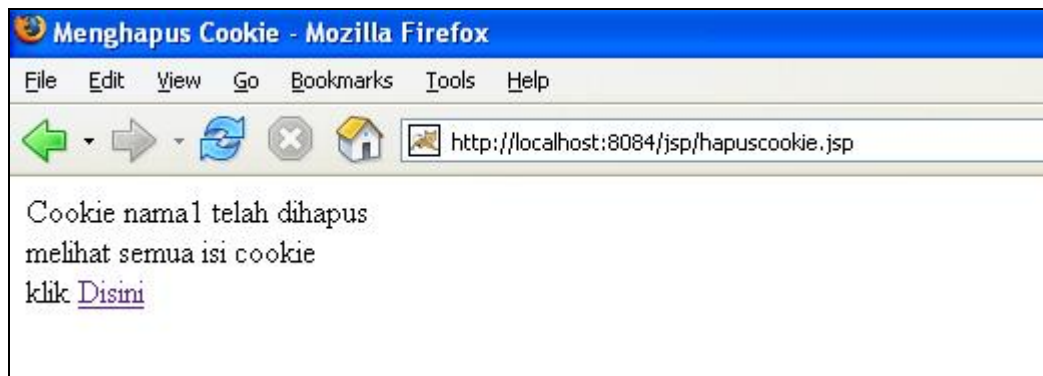 Menghapus Cookie - Mozilla Firefox
File Edit View Go Bookmarks Tools Help
http://localhost:8084/jsp/hapuscookie.jsp
Cookie nama1 telah dihapus
melihat semua isi cookie
klik Disini